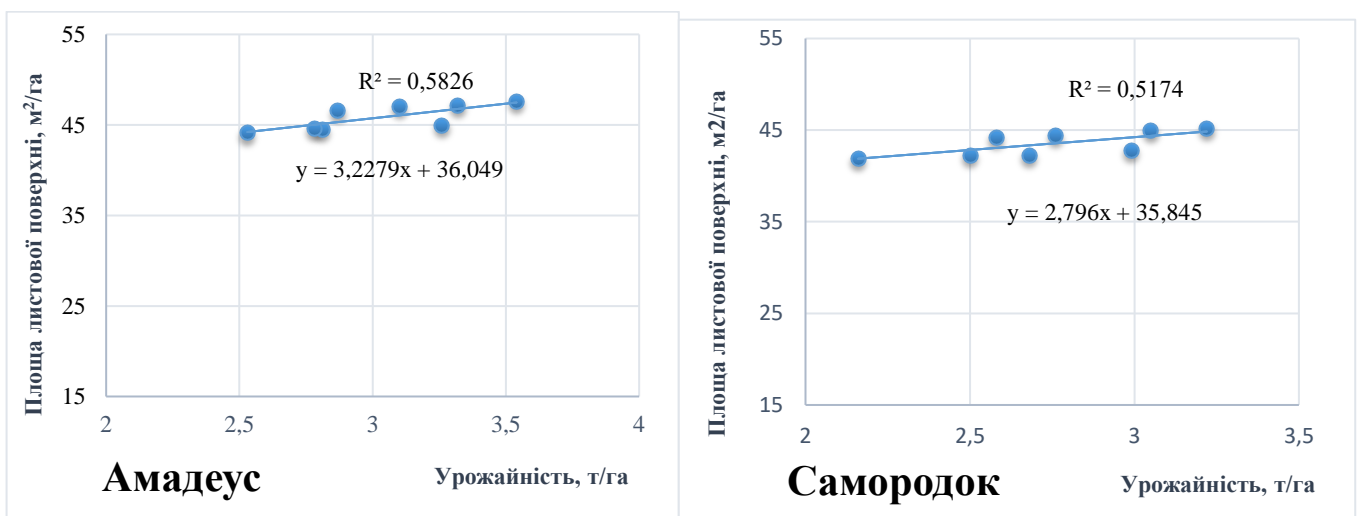 55
45
35
25
15
Площа листової поверхні, м²/га
R² = 0,5826
y = 3,2279x + 36,049
2 2,5 3 3,5 4
Амадеус
Урожайність, т/га
55
45
35
25
15
Площа листової поверхні, м2/га
R² = 0,5174
y = 2,796x + 35,845
2 2,5 3 3,5
Самородок
Урожайність, т/га